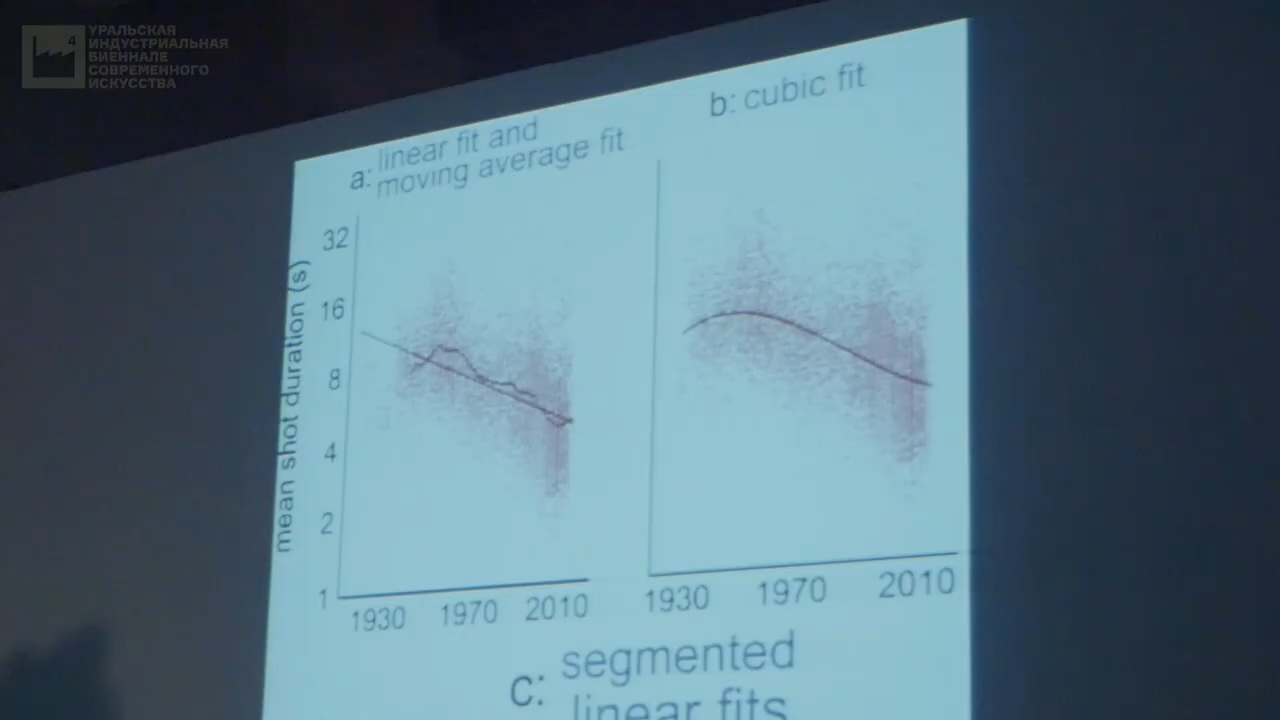 4
УРАЛЬСКАЯ
ИНДУСТРИАЛЬНАЯ
БИЕННАЛЕ
СОВРЕМЕННОГО
ИСКУССТВА
a: linear fit and
moving average fit
b: cubic fit
mean shot duration (s)
32
16
8
4
2
1
1930 1970 2010
1930 1970 2010
c: segmented
linear fits